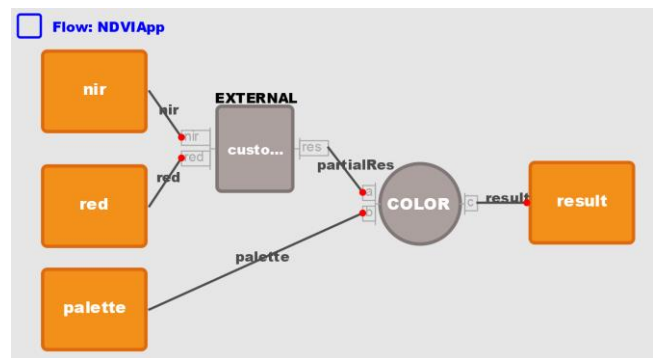 Flow: NDVIApp
nir
nir
EXTERNAL
nir
red
custo...
res
partialRes
red
red
a
b
COLOR
c
result
result
palette
palette